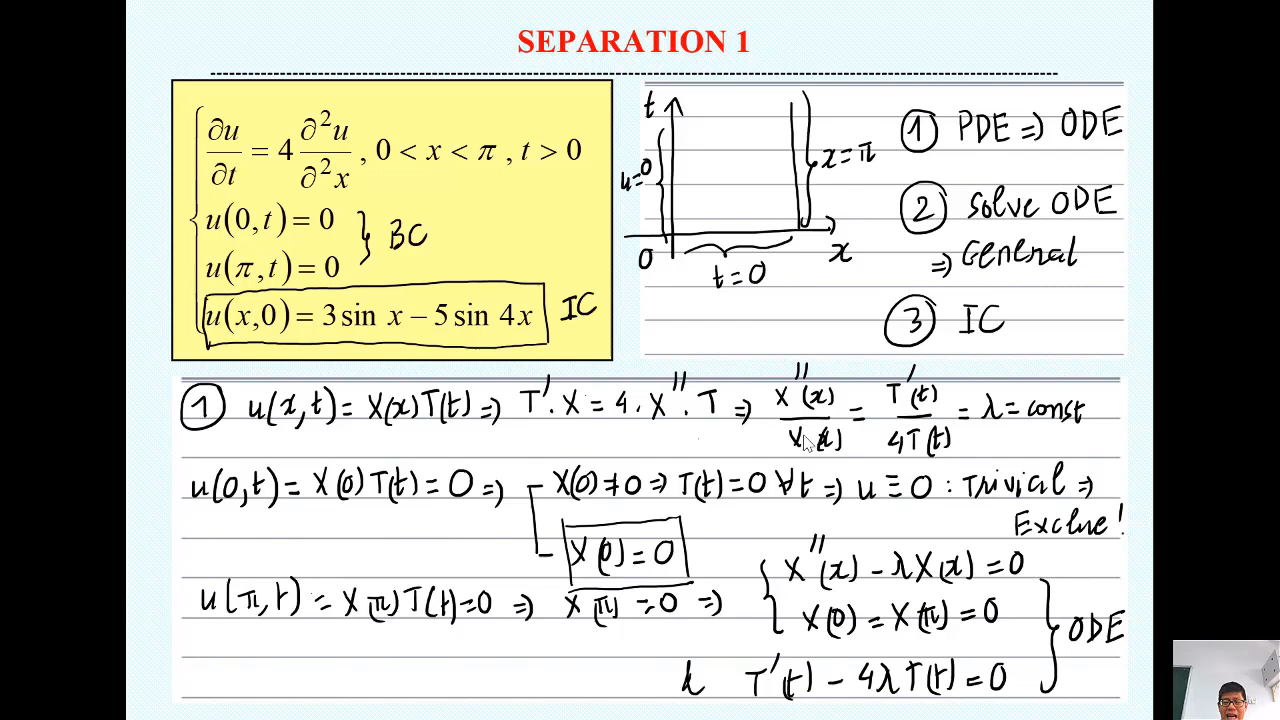 SEPARATION 1
∂u/∂t = 4 ∂²u/∂²x , 0 < x < π , t > 0
u(0,t) = 0
u(π,t) = 0
} BC
u(x,0) = 3 sin x − 5 sin 4x
IC
t
u=0
x=π
0
t=0
x
① PDE ⇒ ODE
② Solve ODE
⇒ General
③ IC
① u(x,t) = X(x)T(t) ⇒ T'.X = 4.X''.T ⇒ X''(x)/X(x) = T'(t)/4T(t) = λ = const
u(0,t) = X(0)T(t) = 0 ⇒ – X(0) ≠ 0 ⇒ T(t) = 0 ∀t ⇒ u ≡ 0 : Trivial ⇒
Exclue!
– X(0) = 0
u(π,t) = X(π)T(t) = 0 ⇒ X(π) = 0 ⇒
X''(x) – λX(x) = 0
X(0) = X(π) = 0
} ODE
T'(t) – 4λT(t) = 0